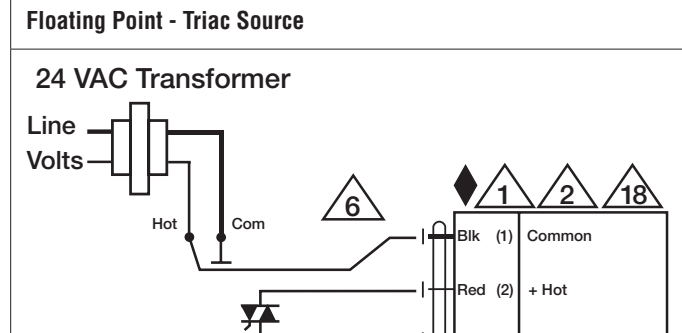 Floating Point - Triac Source
24 VAC Transformer
Line
Volts
Hot
Com
6
1
2
18
Blk (1) Common
Red (2) + Hot